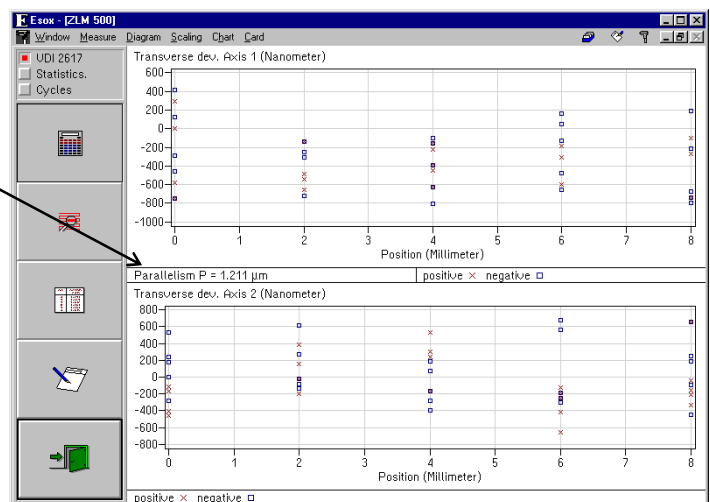 Esox - [ZLM 500]
Window Measure Diagram Scaling Chart Card
UDI 2617
Statistics.
Cycles
Transverse dev. Axis 1 (Nanometer)
600
400
200
0
-200
-400
-600
-800
-1000
0 1 2 3 4 5 6 7 8
Position (Millimeter)
Parallelism P = 1.211 µm positive × negative □
Transverse dev. Axis 2 (Nanometer)
800
600
400
200
0
-200
-400
-600
-800
0 1 2 3 4 5 6 7 8
Position (Millimeter)
positive × negative □